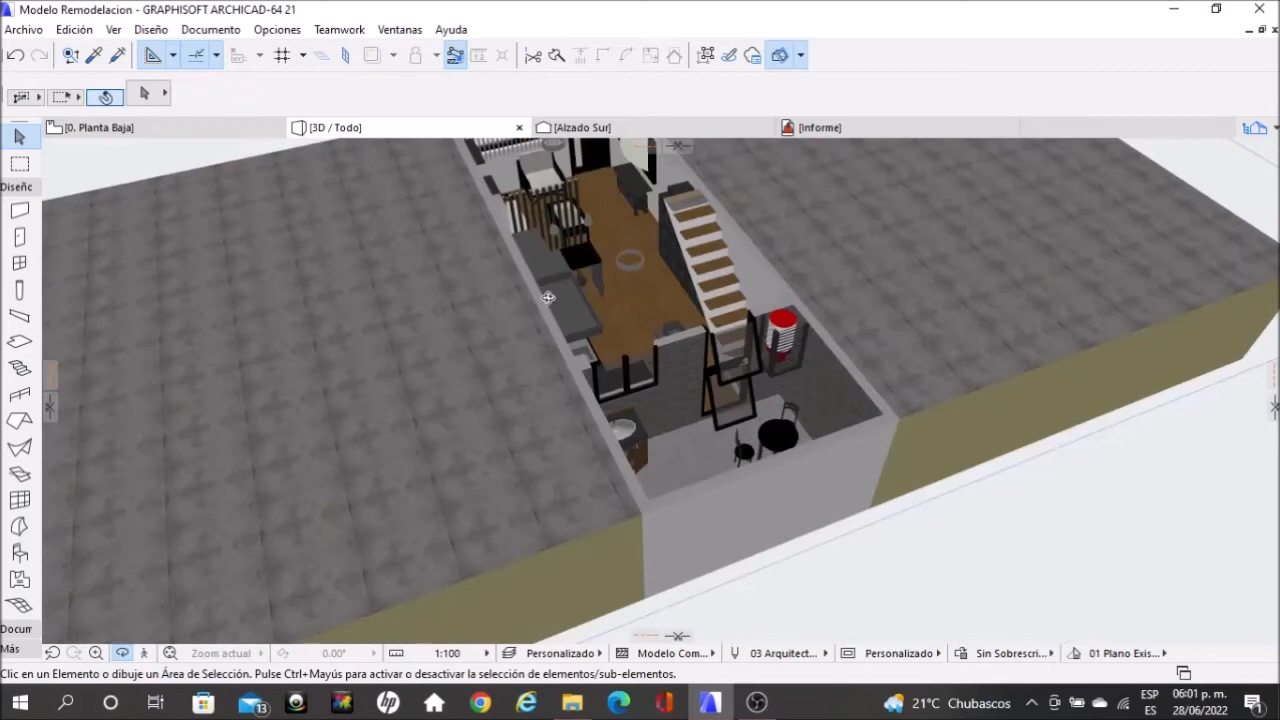 Modelo Remodelacion - GRAPHISOFT ARCHICAD-64 21
Archivo Edición Ver Diseño Documento Opciones Teamwork Ventanas Ayuda
[0. Planta Baja] [3D / Todo] [Alzado Sur] [Informe]
Diseñc
Docum
Más
Zoom actual 0.00° 1:100 Personalizado Modelo Com... 03 Arquitect... Personalizado Sin Sobrescri... 01 Plano Exis...
Clic en un Elemento o dibuje un Área de Selección. Pulse Ctrl+Mayús para activar o desactivar la selección de elementos/sub-elementos.
13 21°C Chubascos ESP 06:01 p. m.
ES 28/06/2022 1